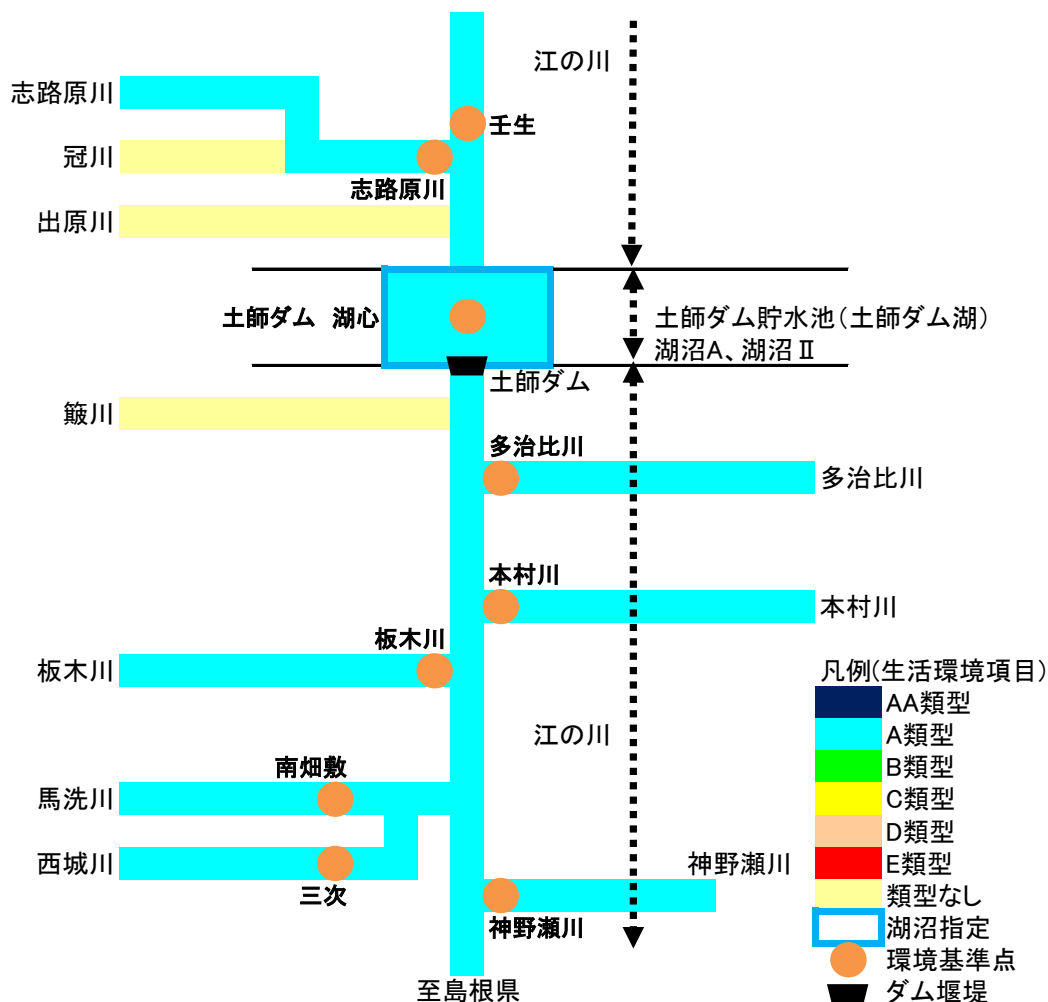 江の川
志路原川
壬生
冠川
志路原川
出原川
土師ダム 湖心
土師ダム貯水池（土師ダム湖）
湖沼A、湖沼Ⅱ
土師ダム
簸川
多治比川
多治比川
本村川
本村川
板木川
板木川
凡例(生活環境項目)
AA類型
A類型
江の川
南畑敷
B類型
馬洗川
C類型
D類型
西城川
神野瀬川
E類型
三次
類型なし
神野瀬川
湖沼指定
環境基準点
至島根県
ダム堰堤